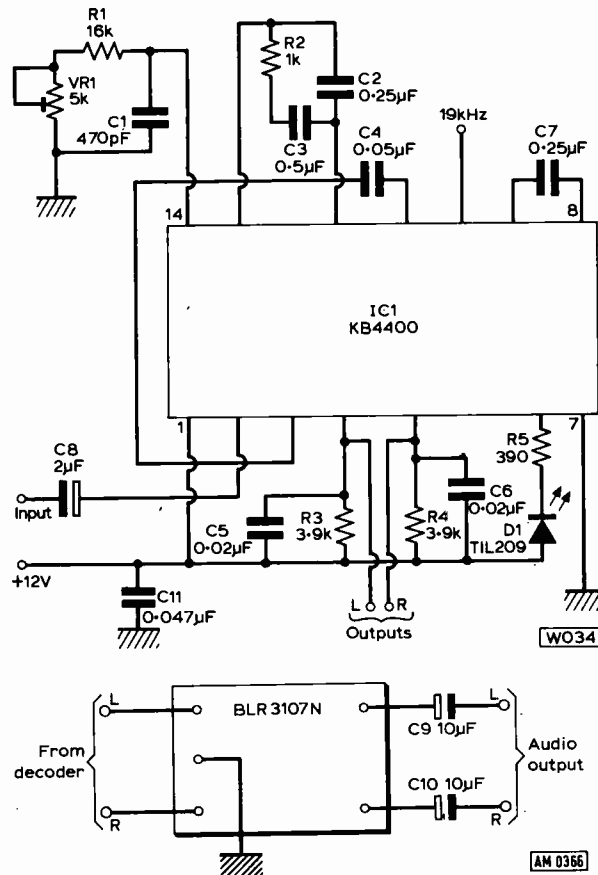 R1
16k
VR1
5k
C1
470pF
R2
1k
C2
0·25µF
C3
0·5µF
C4
0·05µF
19kHz
C7
0·25µF
14
8
IC1
KB4400
1
7
C8
2µF
Input
R5
390
C5
0·02µF
R3
3·9k
R4
3·9k
C6
0·02µF
D1
TIL209
+12V
C11
0·047µF
L R
Outputs
W034
L
BLR3107N
L
From
decoder
C9 10µF
Audio
output
C10 10µF
R
R
AM 0366